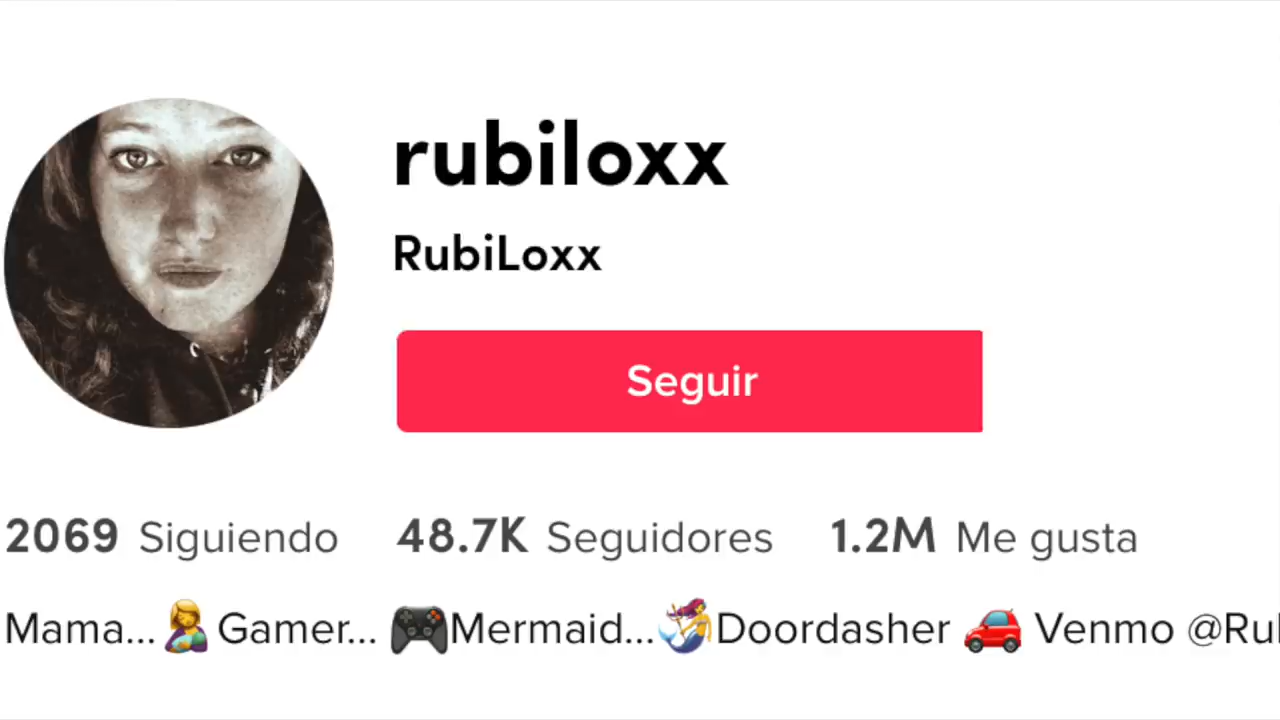 rubiloxx
RubiLoxx
Seguir
2069 Siguiendo 48.7K Seguidores 1.2M Me gusta
Mama...🤱Gamer... 🎮Mermaid...🧜‍♀️Doordasher 🚗 Venmo